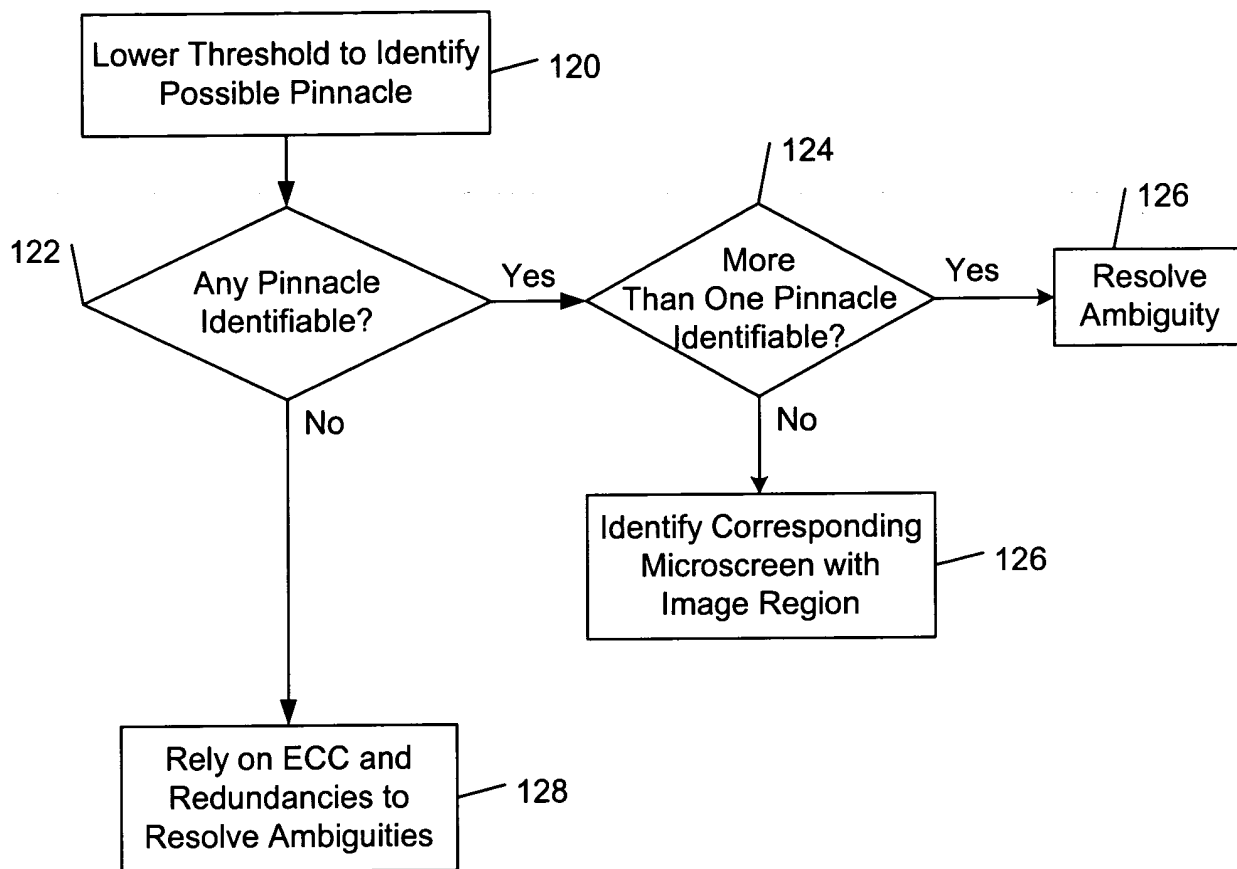 Lower Threshold to Identify
Possible Pinnacle
120
124
126
122
Any Pinnacle
Identifiable?
Yes
More
Than One Pinnacle
Identifiable?
Yes
Resolve
Ambiguity
No
No
Identify Corresponding
Microscreen with
Image Region
126
Rely on ECC and
Redundancies to
Resolve Ambiguities
128